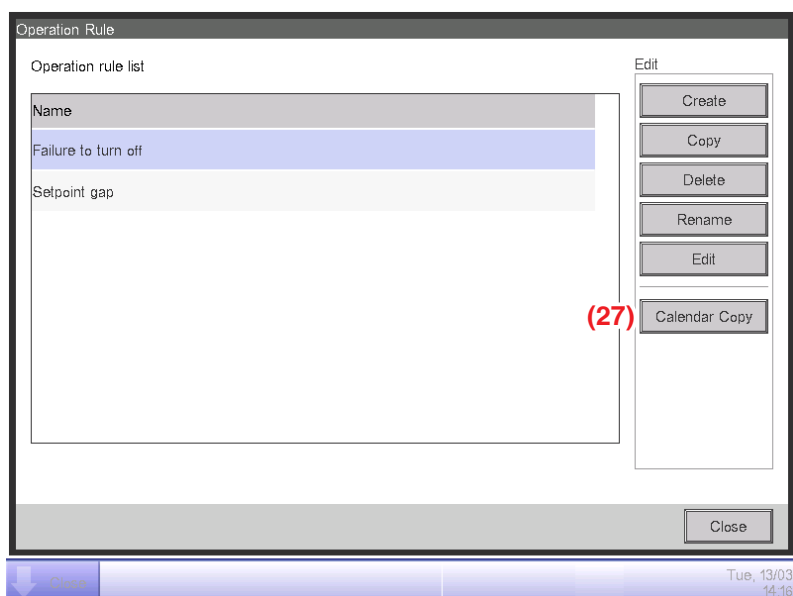 Operation Rule
Operation rule list
Edit
Name
Failure to turn off
Setpoint gap
Create
Copy
Delete
Rename
Edit
(27)
Calendar Copy
Close
Tue, 13/03
14:16